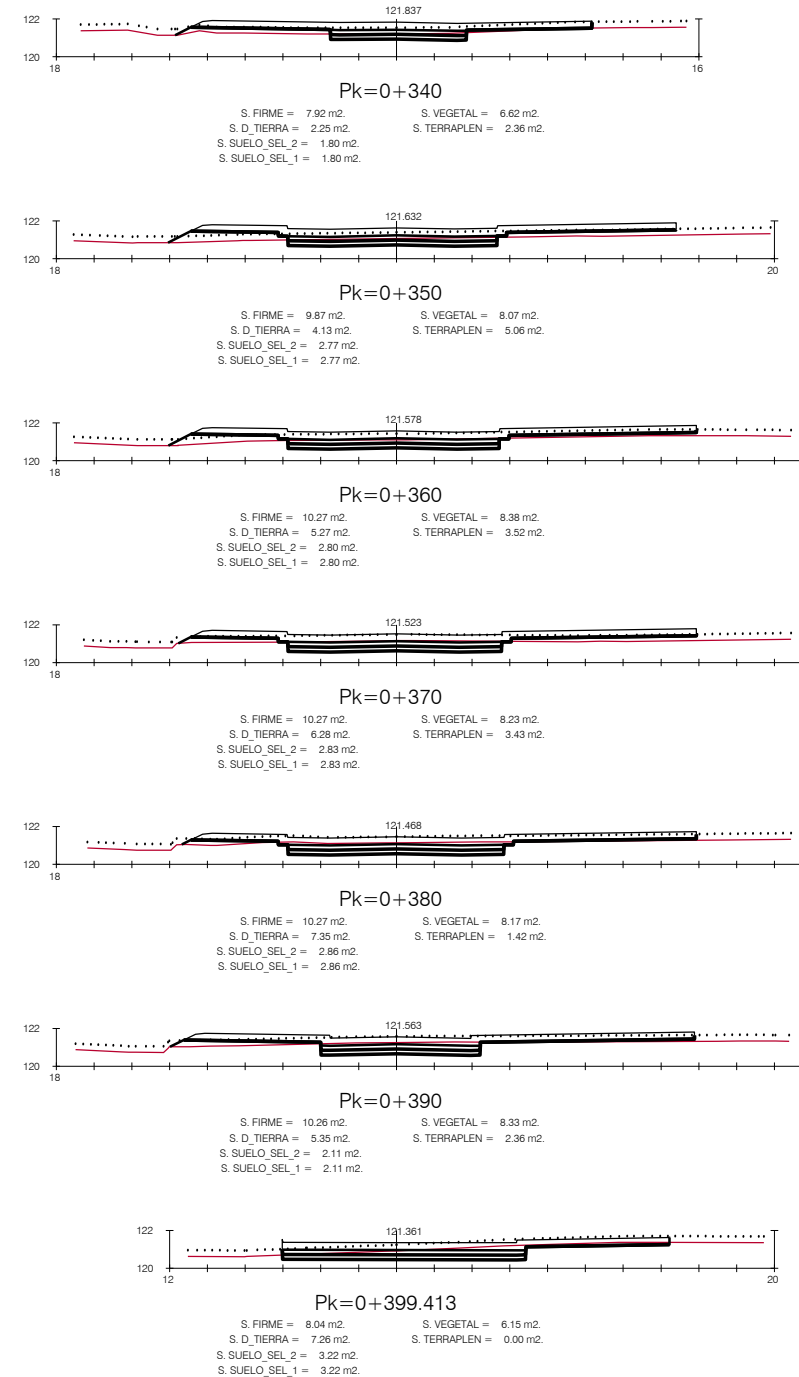 121.837
122
120
18
16
Pk=0+340
S. FIRME = 7.92 m2. S. VEGETAL = 6.62 m2.
S. D_TIERRA = 2.25 m2. S. TERRAPLEN = 2.36 m2.
S. SUELO_SEL_2 = 1.80 m2.
S. SUELO_SEL_1 = 1.80 m2.
121.632
122
120
18
20
Pk=0+350
S. FIRME = 9.87 m2. S. VEGETAL = 8.07 m2.
S. D_TIERRA = 4.13 m2. S. TERRAPLEN = 5.06 m2.
S. SUELO_SEL_2 = 2.77 m2.
S. SUELO_SEL_1 = 2.77 m2.
121.578
122
120
18
Pk=0+360
S. FIRME = 10.27 m2. S. VEGETAL = 8.38 m2.
S. D_TIERRA = 5.27 m2. S. TERRAPLEN = 3.52 m2.
S. SUELO_SEL_2 = 2.80 m2.
S. SUELO_SEL_1 = 2.80 m2.
121.523
122
120
18
Pk=0+370
S. FIRME = 10.27 m2. S. VEGETAL = 8.23 m2.
S. D_TIERRA = 6.28 m2. S. TERRAPLEN = 3.43 m2.
S. SUELO_SEL_2 = 2.83 m2.
S. SUELO_SEL_1 = 2.83 m2.
121.468
122
120
18
Pk=0+380
S. FIRME = 10.27 m2. S. VEGETAL = 8.17 m2.
S. D_TIERRA = 7.35 m2. S. TERRAPLEN = 1.42 m2.
S. SUELO_SEL_2 = 2.86 m2.
S. SUELO_SEL_1 = 2.86 m2.
121.563
122
120
18
Pk=0+390
S. FIRME = 10.26 m2. S. VEGETAL = 8.33 m2.
S. D_TIERRA = 5.35 m2. S. TERRAPLEN = 2.36 m2.
S. SUELO_SEL_2 = 2.11 m2.
S. SUELO_SEL_1 = 2.11 m2.
121.361
122
120
12
20
Pk=0+399.413
S. FIRME = 8.04 m2. S. VEGETAL = 6.15 m2.
S. D_TIERRA = 7.26 m2. S. TERRAPLEN = 0.00 m2.
S. SUELO_SEL_2 = 3.22 m2.
S. SUELO_SEL_1 = 3.22 m2.